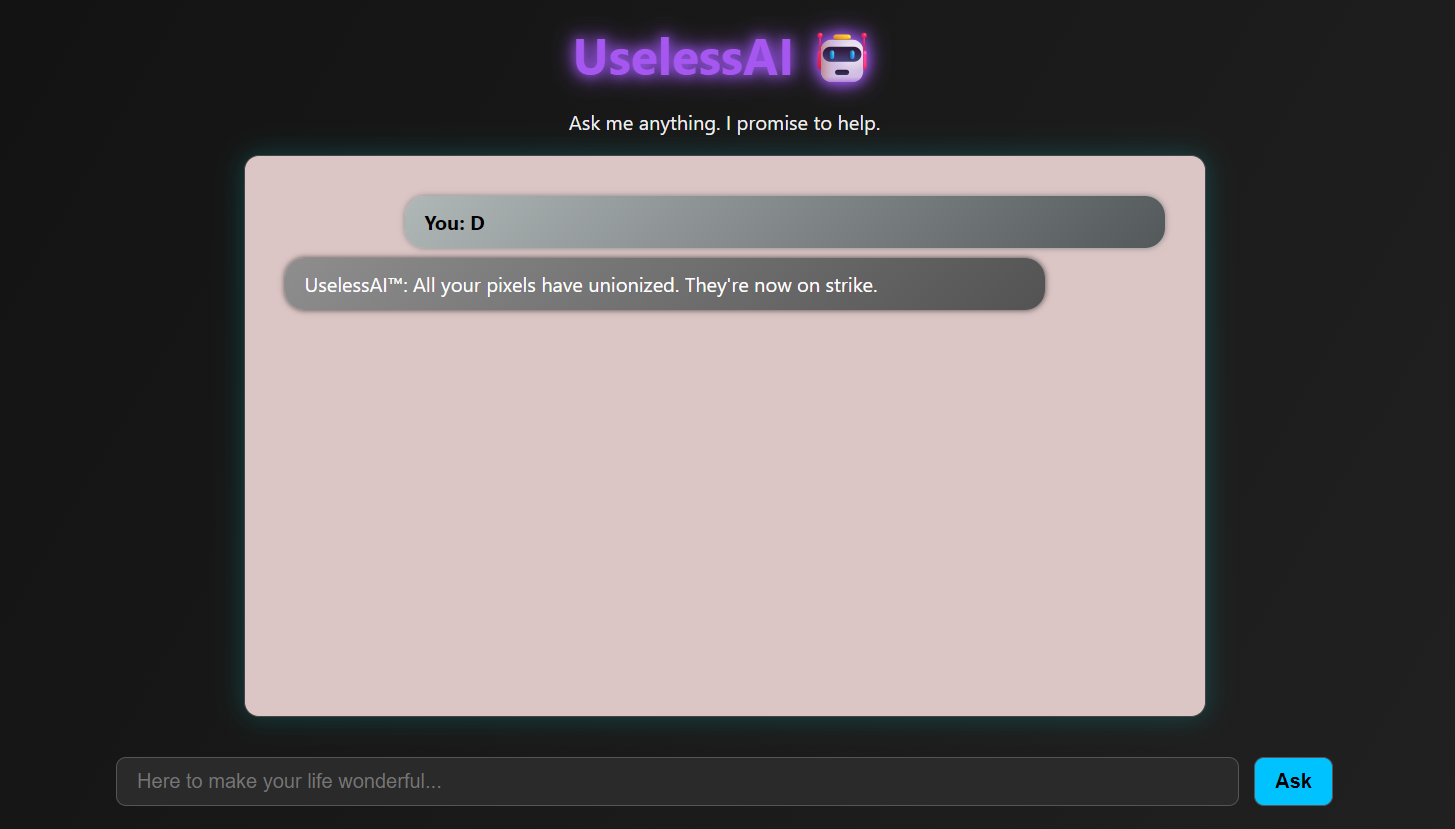 UselessAI
Ask me anything. I promise to help.
You: D
UselessAI™: All your pixels have unionized. They're now on strike.
Here to make your life wonderful...
Ask